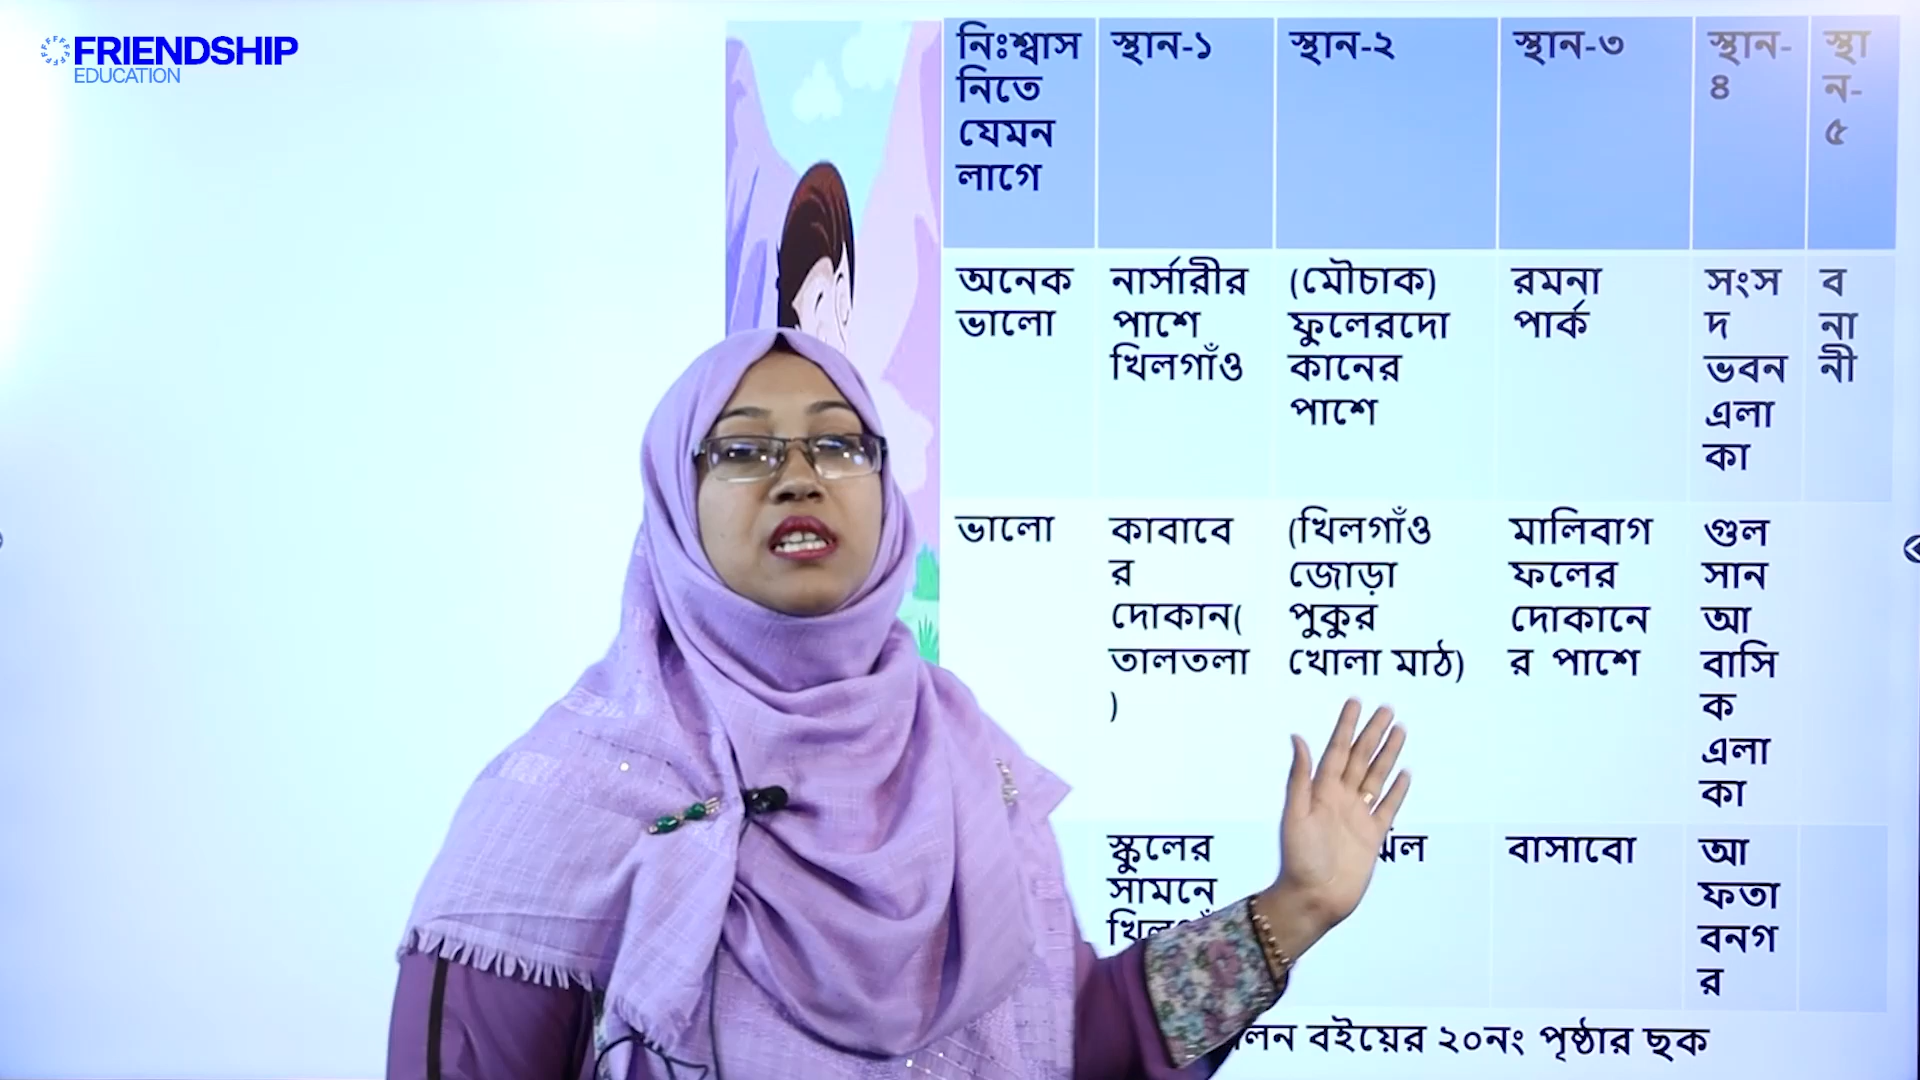 FRIENDSHIP
EDUCATION
নিঃশ্বাস
নিতে
যেমন
লাগে
স্থান-১
স্থান-২
স্থান-৩
স্থান-
৪
স্থা
ন-
৫
অনেক
ভালো
নার্সারীর
পাশে
খিলগাঁও
(মৌচাক)
ফুলেরদো
কানের
পাশে
রমনা
পার্ক
সংস
দ
ভবন
এলা
কা
ব
না
নী
ভালো
কাবাবে
র
দোকান(
তালতলা
)
(খিলগাঁও
জোড়া
পুকুর
খোলা মাঠ)
মালিবাগ
ফলের
দোকানে
র পাশে
গুল
সান
আ
বাসি
ক
এলা
কা
স্কুলের
সামনে
বাসাবো
আ
ফতা
বনগ
র
বইয়ের ২০নং পৃষ্ঠার ছক